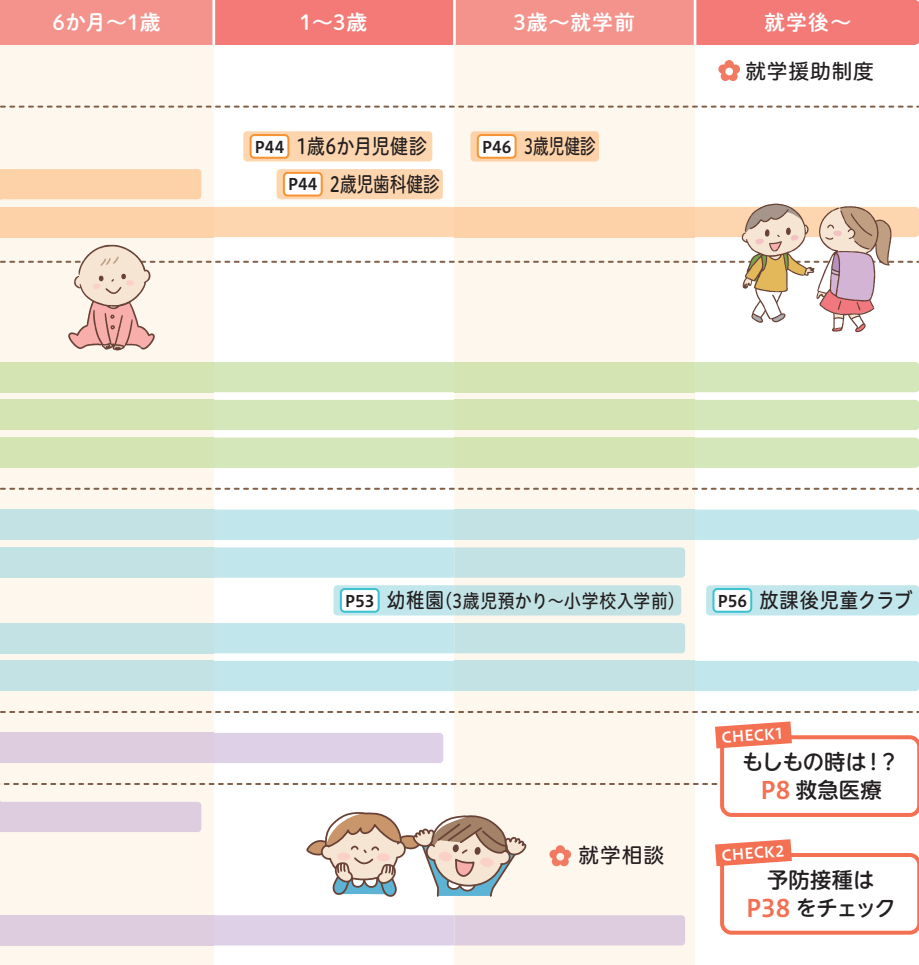 6か月〜1歳
1〜3歳
3歳〜就学前
就学後〜
就学援助制度
P44 1歳6か月児健診
P46 3歳児健診
P44 2歳児歯科健診
P53 幼稚園(3歳児預かり〜小学校入学前)
P56 放課後児童クラブ
CHECK1
もしもの時は！？
P8 救急医療
就学相談
CHECK2
予防接種は
P38 をチェック